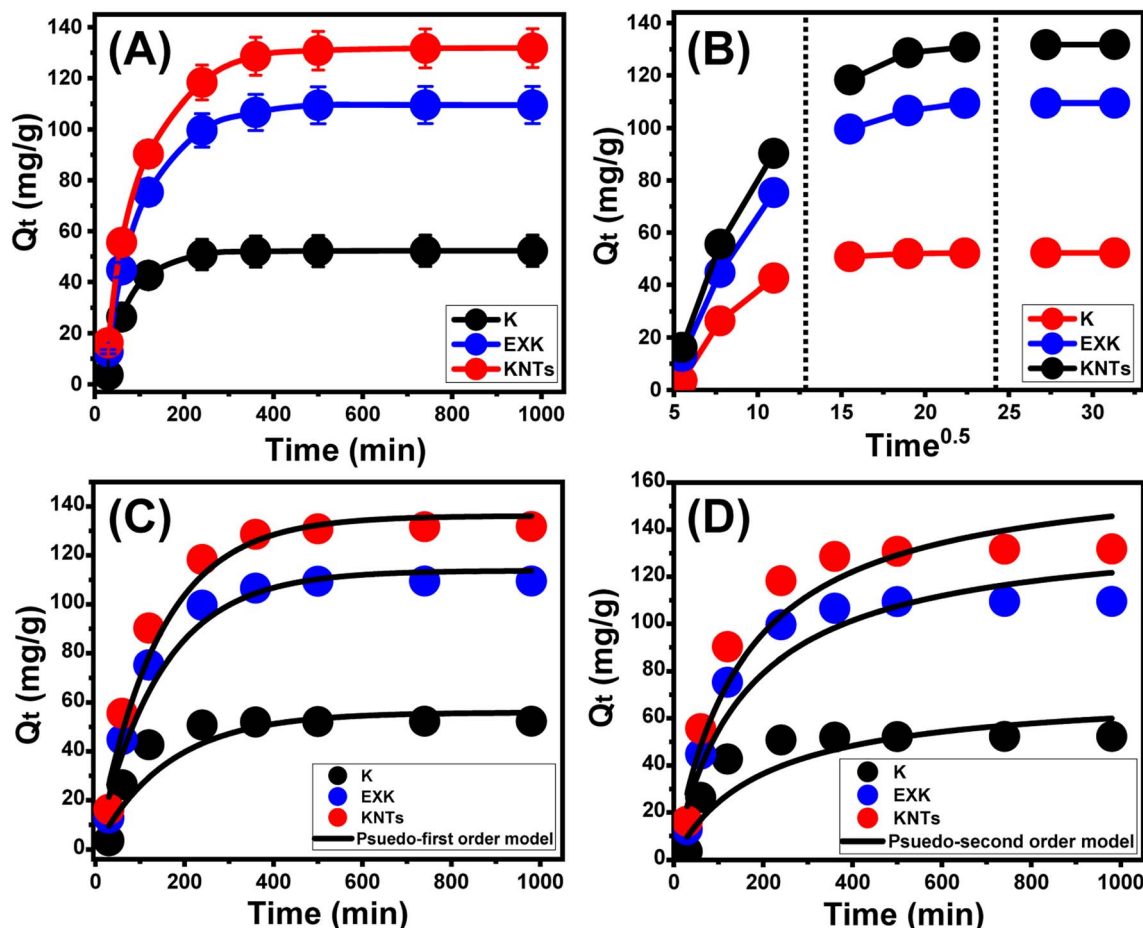 (A)
Qt (mg/g)
140
120
100
80
60
40
20
0
0 200 400 600 800 1000
Time (min)
K
EXK
KNTs
(B)
Qt (mg/g)
140
120
100
80
60
40
20
0
5 10 15 20 25 30
Time0.5
K
EXK
KNTs
(C)
Qt (mg/g)
140
120
100
80
60
40
20
0
0 200 400 600 800 1000
Time (min)
K
EXK
KNTs
Psuedo-first order model
(D)
Qt (mg/g)
160
140
120
100
80
60
40
20
0
0 200 400 600 800 1000
Time (min)
K
EXK
KNTs
Psuedo-second order model